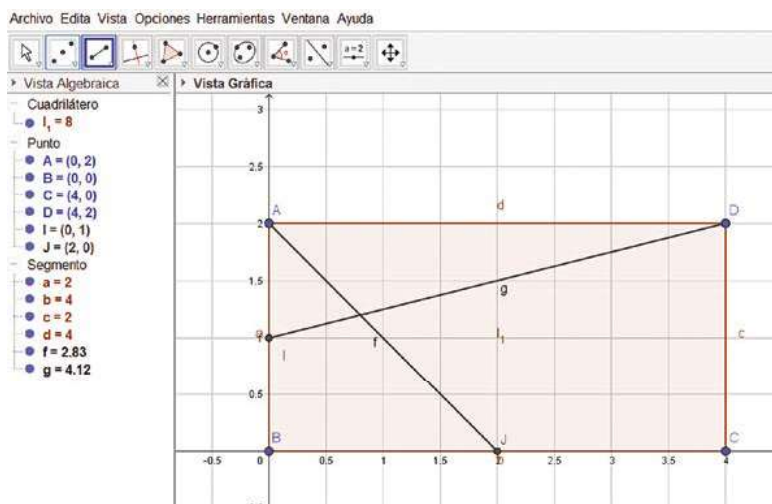 Archivo Edita Vista Opciones Herramientas Ventana Ayuda
a=2
Vista Algebraica
Vista Gráfica
Cuadrilátero
I₁ = 8
Punto
A = (0, 2)
B = (0, 0)
C = (4, 0)
D = (4, 2)
I = (0, 1)
J = (2, 0)
Segmento
a = 2
b = 4
c = 2
d = 4
f = 2.83
g = 4.12
3
2.5
d
A
D
2
1.5
g
f
I₁
c
I
0.5
B
J
C
-0.5 0 0.5 1 1.5 2.5 3 3.5 4